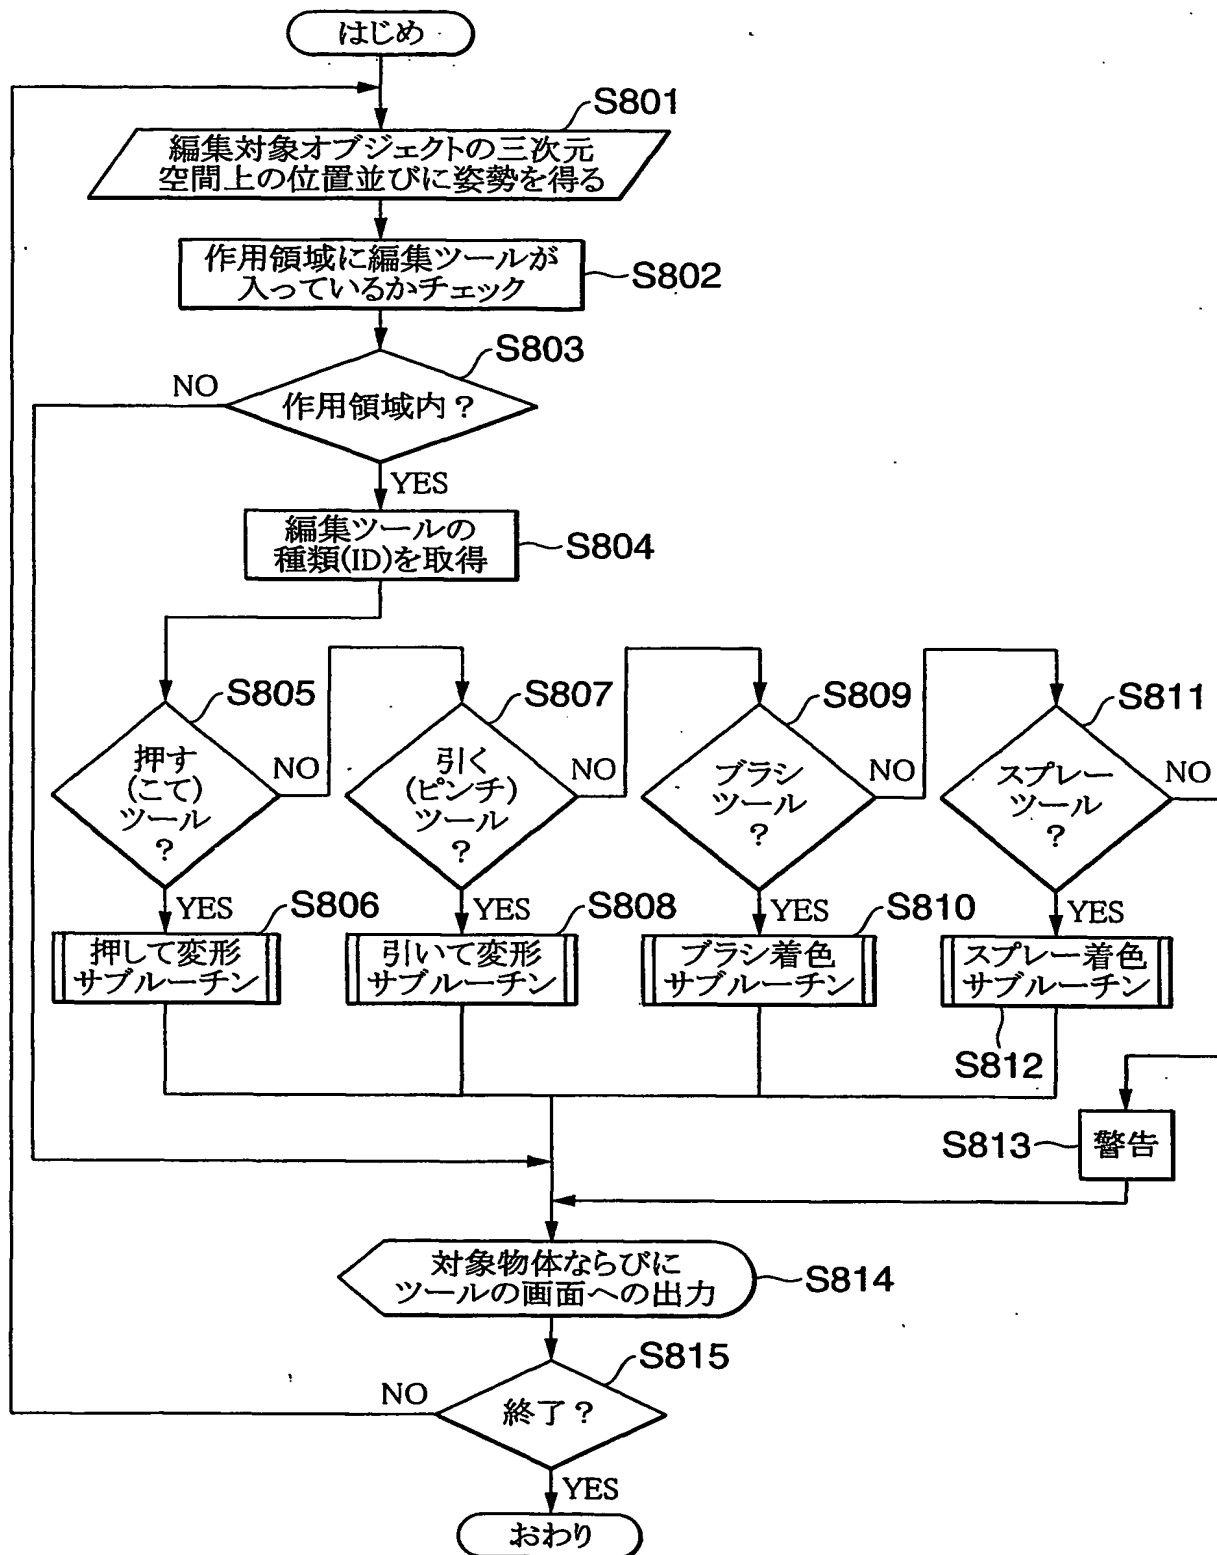 はじめ
S801
編集対象オブジェクトの三次元
空間上の位置並びに姿勢を得る
作用領域に編集ツールが
入っているかチェック
S802
S803
NO
作用領域内?
YES
編集ツールの
種類(ID)を取得
S804
S805
押す
(こて)
ツール
?
NO
YES
S807
引く
(ピンチ)
ツール
?
NO
YES
S809
ブラシ
ツール
?
NO
YES
S811
スプレー
ツール
?
NO
YES
S806
押して変形
サブルーチン
S808
引いて変形
サブルーチン
S810
ブラシ着色
サブルーチン
スプレー着色
サブルーチン
S812
S813
警告
対象物体ならびに
ツールの画面への出力
S814
S815
NO
終了?
YES
おわり